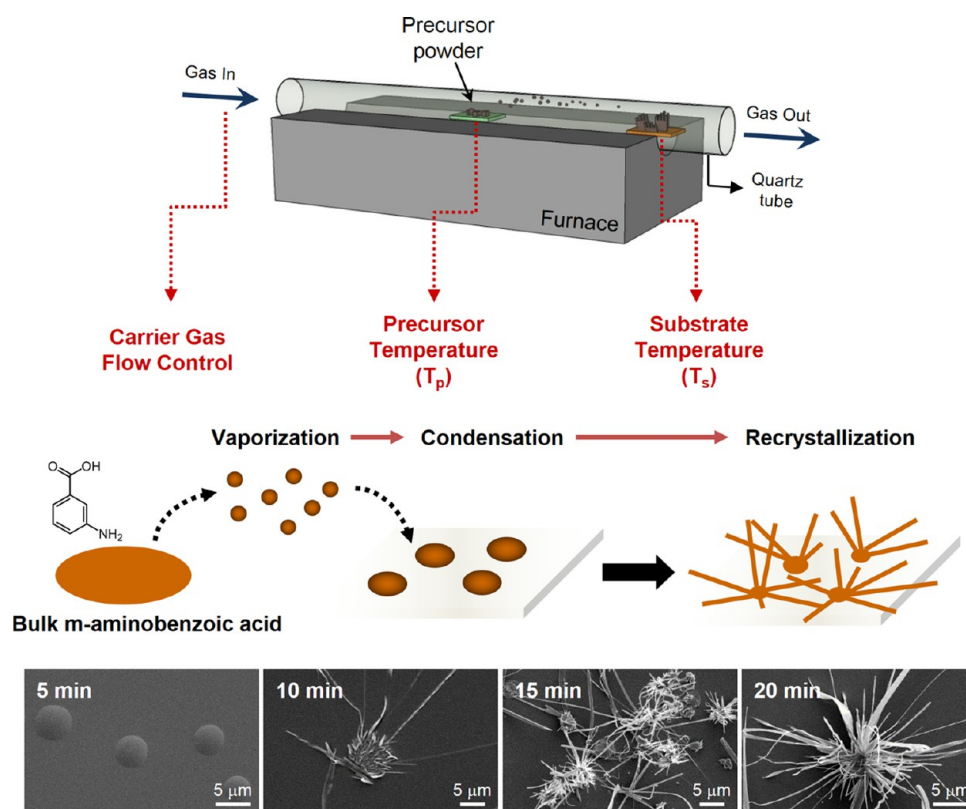 Precursor
powder
Gas In
Gas Out
Quartz
tube
Furnace
Carrier Gas
Flow Control
Precursor
Temperature
(Tₚ)
Substrate
Temperature
(Tₛ)
Vaporization
Condensation
Recrystallization
O
OH
NH₂
Bulk m-aminobenzoic acid
5 min
10 min
15 min
20 min
5 μm
5 μm
5 μm
5 μm